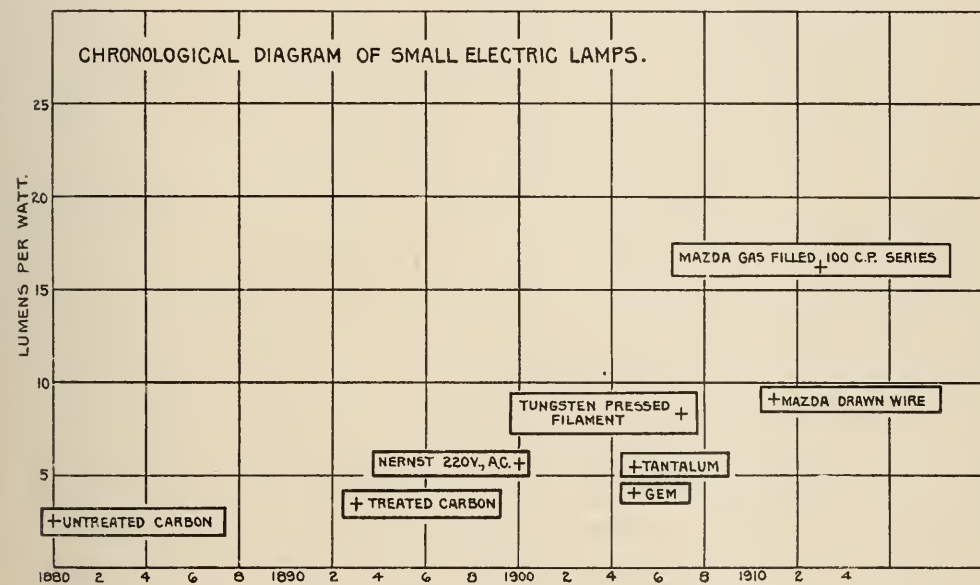 CHRONOLOGICAL DIAGRAM OF SMALL ELECTRIC LAMPS.
25
LUMENS PER WATT.
20
MAZDA GAS FILLED, 100 C.P. SERIES
15
10
MAZDA DRAWN WIRE
TUNGSTEN PRESSED
FILAMENT
NERNST 220V., A.C.
TANTALUM
5
GEM
TREATED CARBON
UNTREATED CARBON
1880 2 4 6 8 1890 2 4 6 8 1900 2 4 6 8 1910 2 4